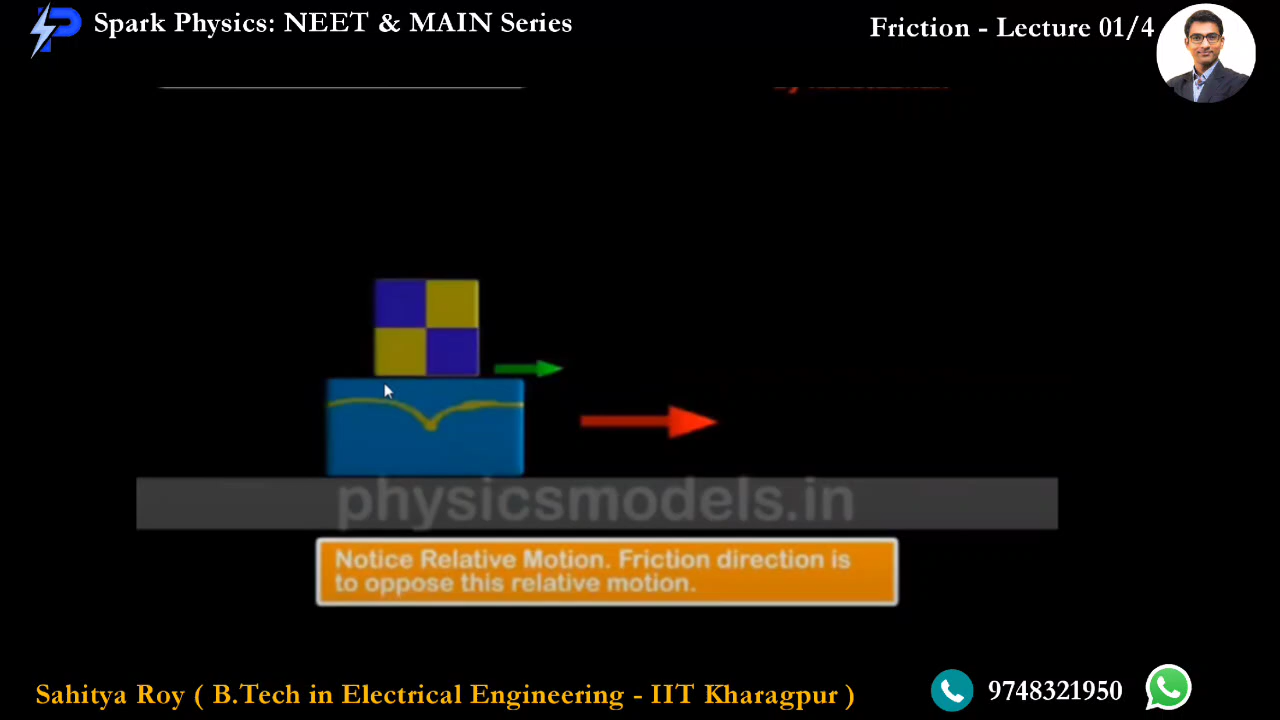 Spark Physics: NEET & MAIN Series
Friction - Lecture 01/4
physicsmodels.in
Notice Relative Motion. Friction direction is
to oppose this relative motion.
Sahitya Roy ( B.Tech in Electrical Engineering - IIT Kharagpur )
9748321950